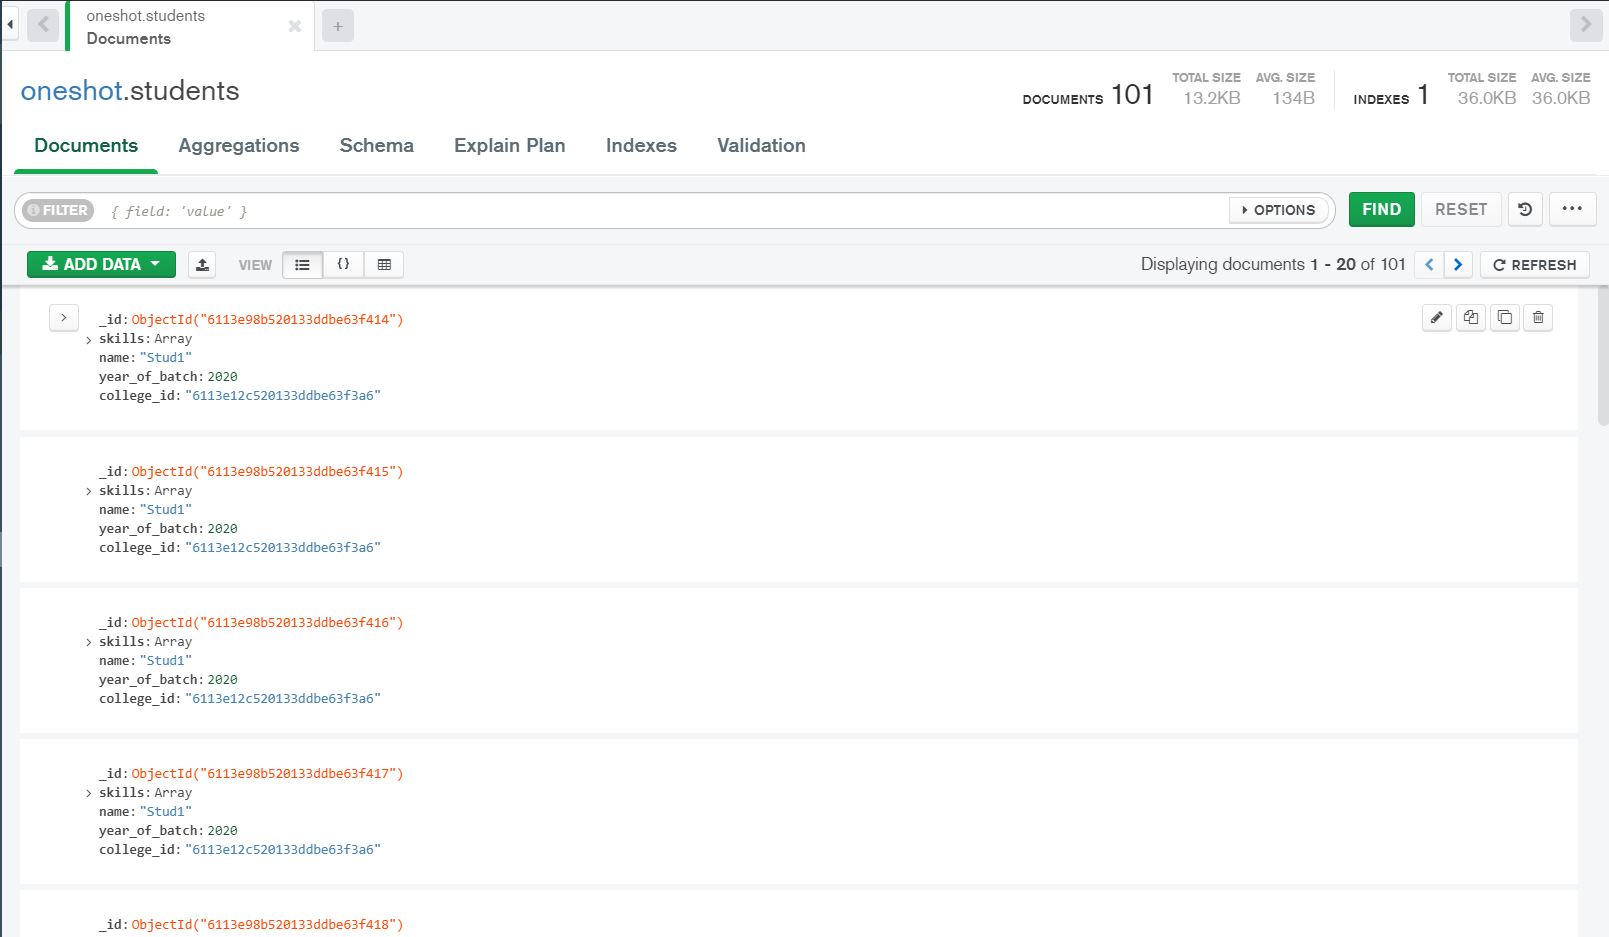 oneshot.students
Documents
oneshot.students
DOCUMENTS 101
TOTAL SIZE AVG. SIZE
13.2KB 134B
INDEXES 1
TOTAL SIZE AVG. SIZE
36.0KB 36.0KB
Documents Aggregations Schema Explain Plan Indexes Validation
FILTER { field: 'value' } OPTIONS FIND RESET ...
ADD DATA VIEW {} Displaying documents 1 - 20 of 101 < > REFRESH
_id: ObjectId("6113e98b520133ddbe63f414")
> skills: Array
name: "Stud1"
year_of_batch: 2020
college_id: "6113e12c520133ddbe63f3a6"
_id: ObjectId("6113e98b520133ddbe63f415")
> skills: Array
name: "Stud1"
year_of_batch: 2020
college_id: "6113e12c520133ddbe63f3a6"
_id: ObjectId("6113e98b520133ddbe63f416")
> skills: Array
name: "Stud1"
year_of_batch: 2020
college_id: "6113e12c520133ddbe63f3a6"
_id: ObjectId("6113e98b520133ddbe63f417")
> skills: Array
name: "Stud1"
year_of_batch: 2020
college_id: "6113e12c520133ddbe63f3a6"
_id: ObjectId("6113e98b520133ddbe63f418")